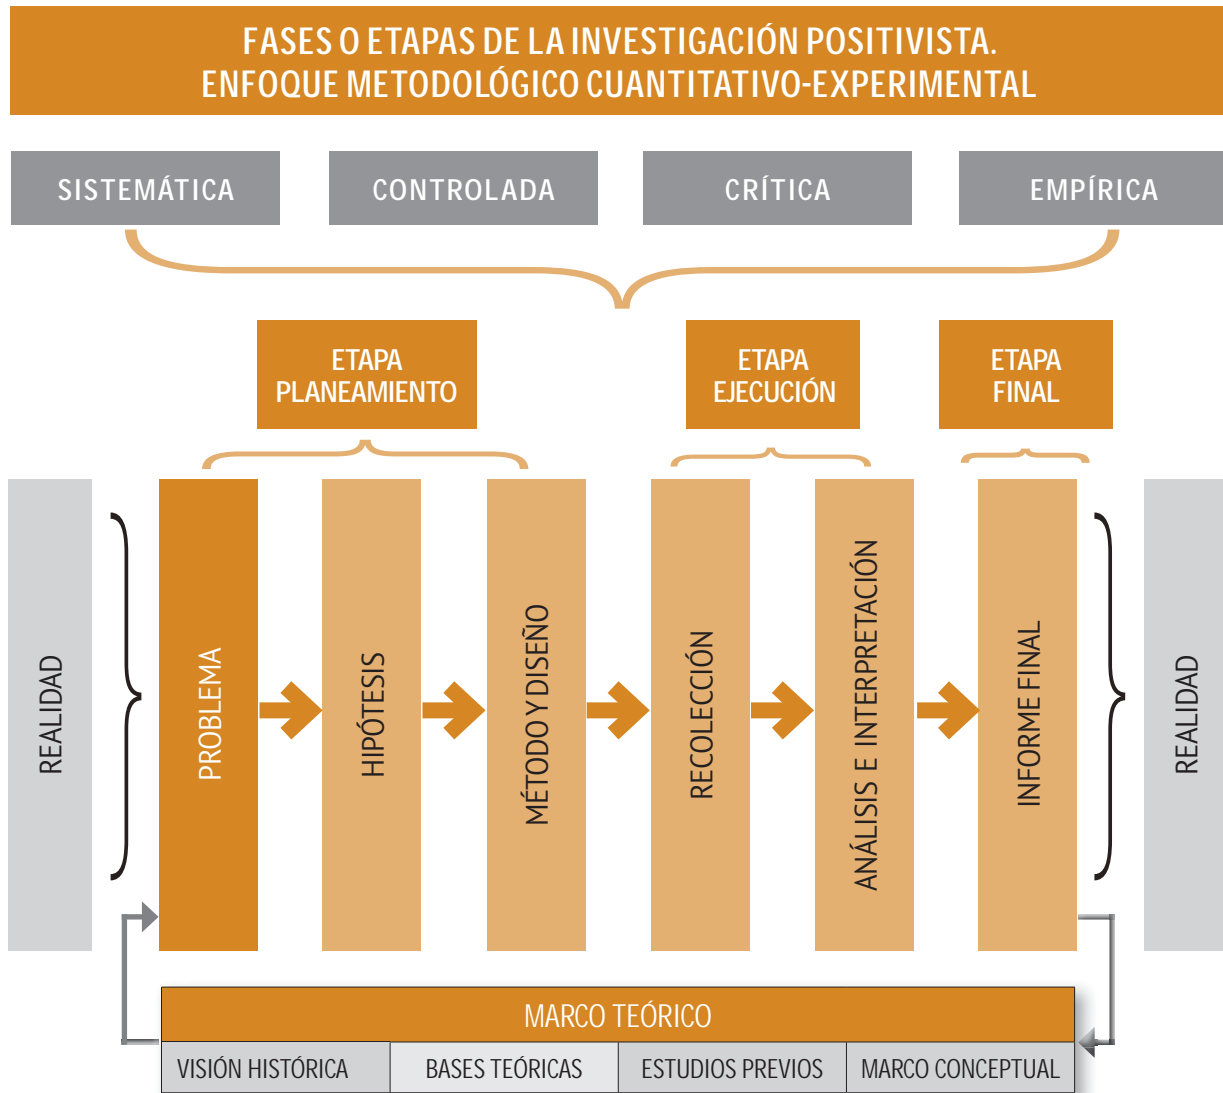 FASES O ETAPAS DE LA INVESTIGACIÓN POSITIVISTA.
ENFOQUE METODOLÓGICO CUANTITATIVO-EXPERIMENTAL
SISTEMÁTICA
CONTROLADA
CRÍTICA
EMPÍRICA
ETAPA
PLANEAMIENTO
ETAPA
EJECUCIÓN
ETAPA
FINAL
REALIDAD
PROBLEMA
HIPÓTESIS
MÉTODO Y DISEÑO
RECOLECCIÓN
ANÁLISIS E INTERPRETACIÓN
INFORME FINAL
REALIDAD
MARCO TEÓRICO
VISIÓN HISTÓRICA
BASES TEÓRICAS
ESTUDIOS PREVIOS
MARCO CONCEPTUAL